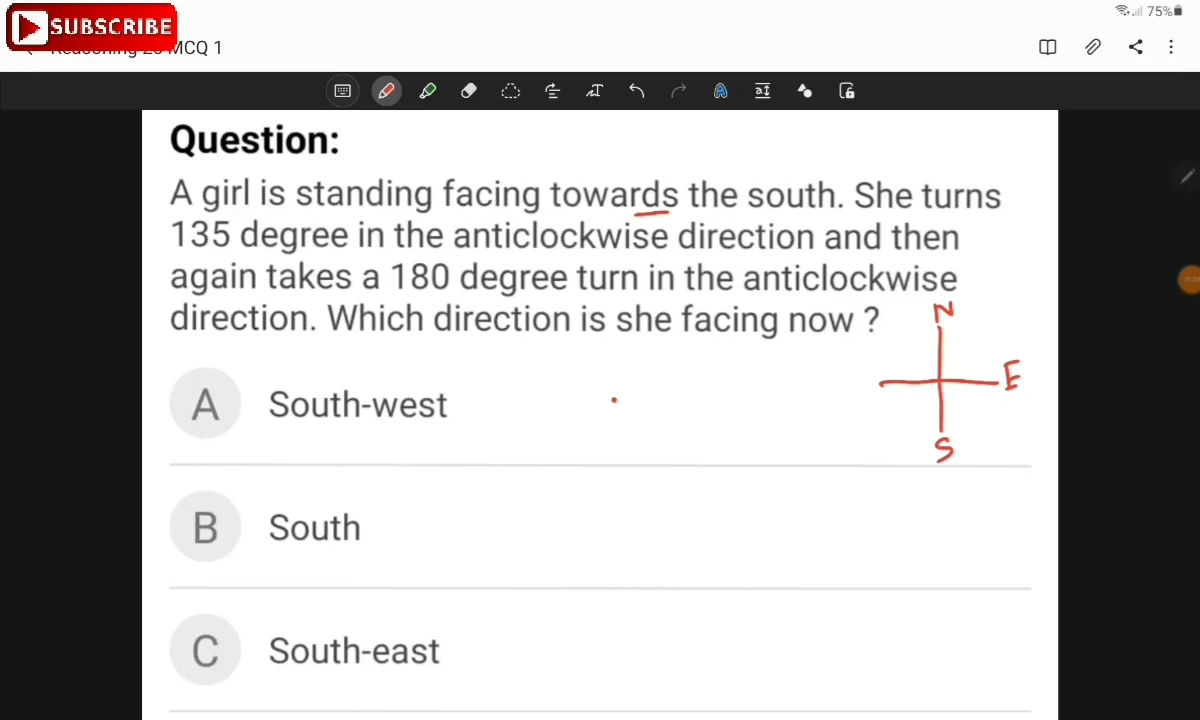 75%
SUBSCRIBE
Reasoning 25 MCQ 1
Question:
A girl is standing facing towards the south. She turns
135 degree in the anticlockwise direction and then
again takes a 180 degree turn in the anticlockwise
direction. Which direction is she facing now ?
N
E
S
A South-west
B South
C South-east